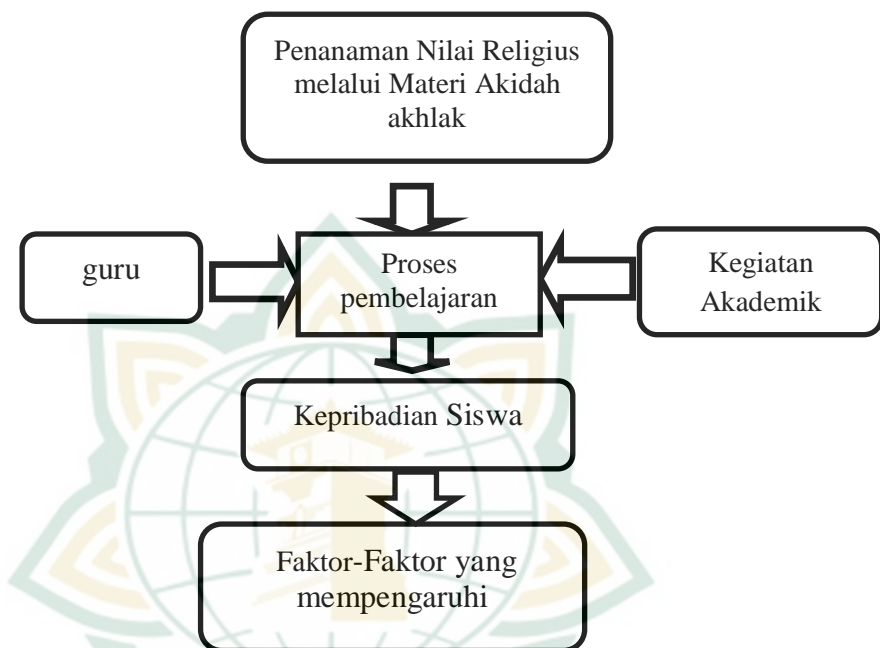 Penanaman Nilai Religius
melalui Materi Akidah
akhlak
guru
Proses
pembelajaran
Kegiatan
Akademik
Kepribadian Siswa
Faktor-Faktor yang
mempengaruhi